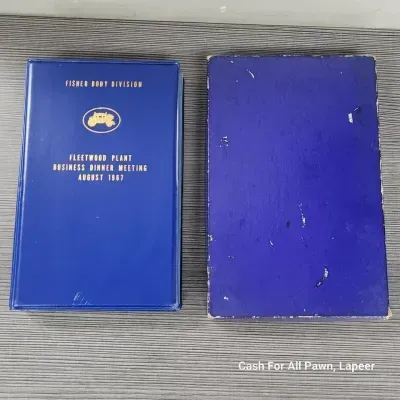 FISHER BODY DIVISION
FLEETWOOD PLANT
BUSINESS DINNER MEETING
AUGUST 1967
Cash For All Pawn, Lapeer